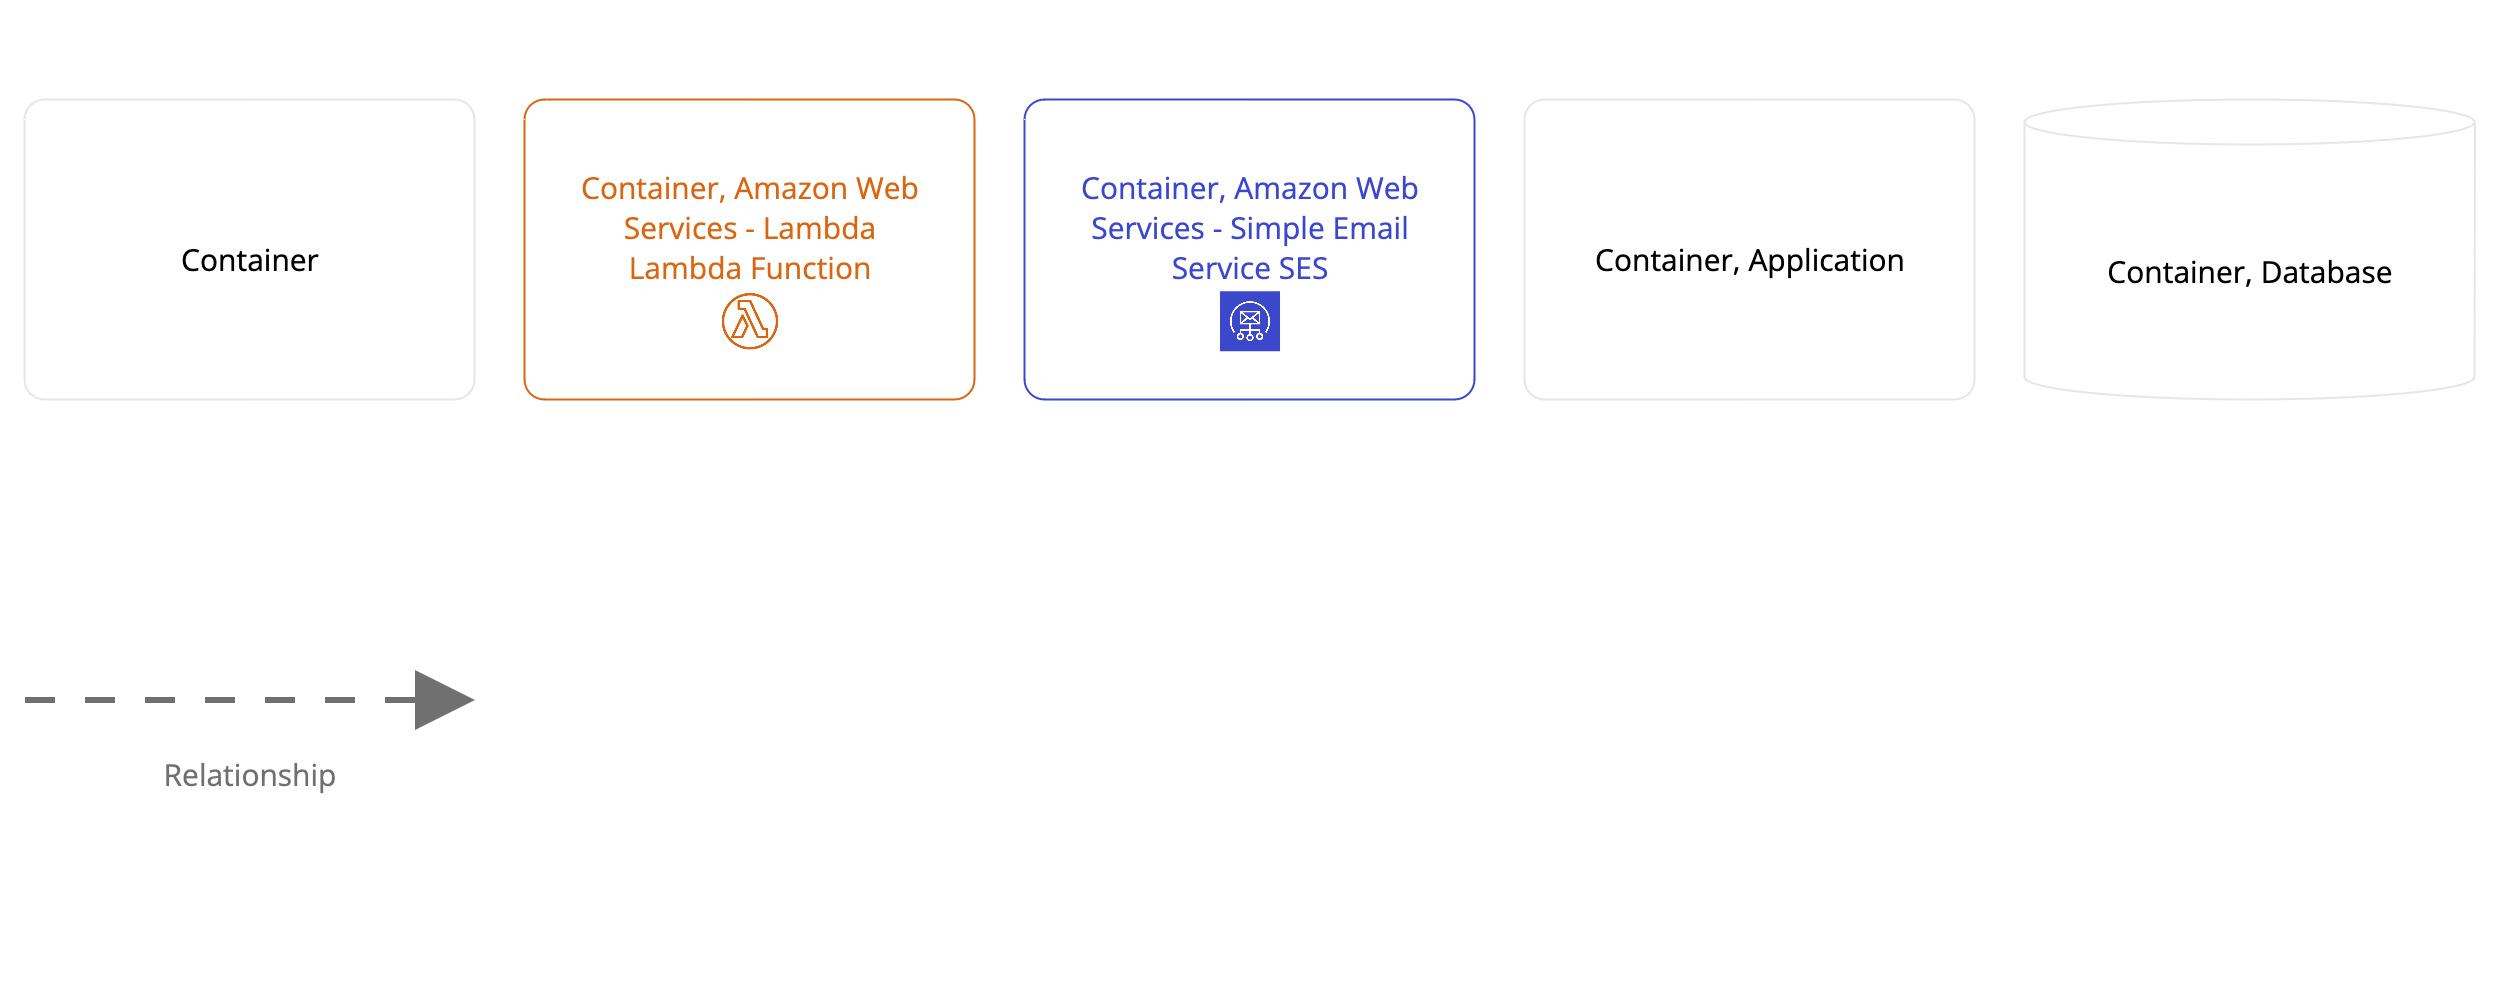 Container
Container, Amazon Web
Services - Lambda
Lambda Function
Container, Amazon Web
Services - Simple Email
Service SES
Container, Application
Container, Database
Relationship